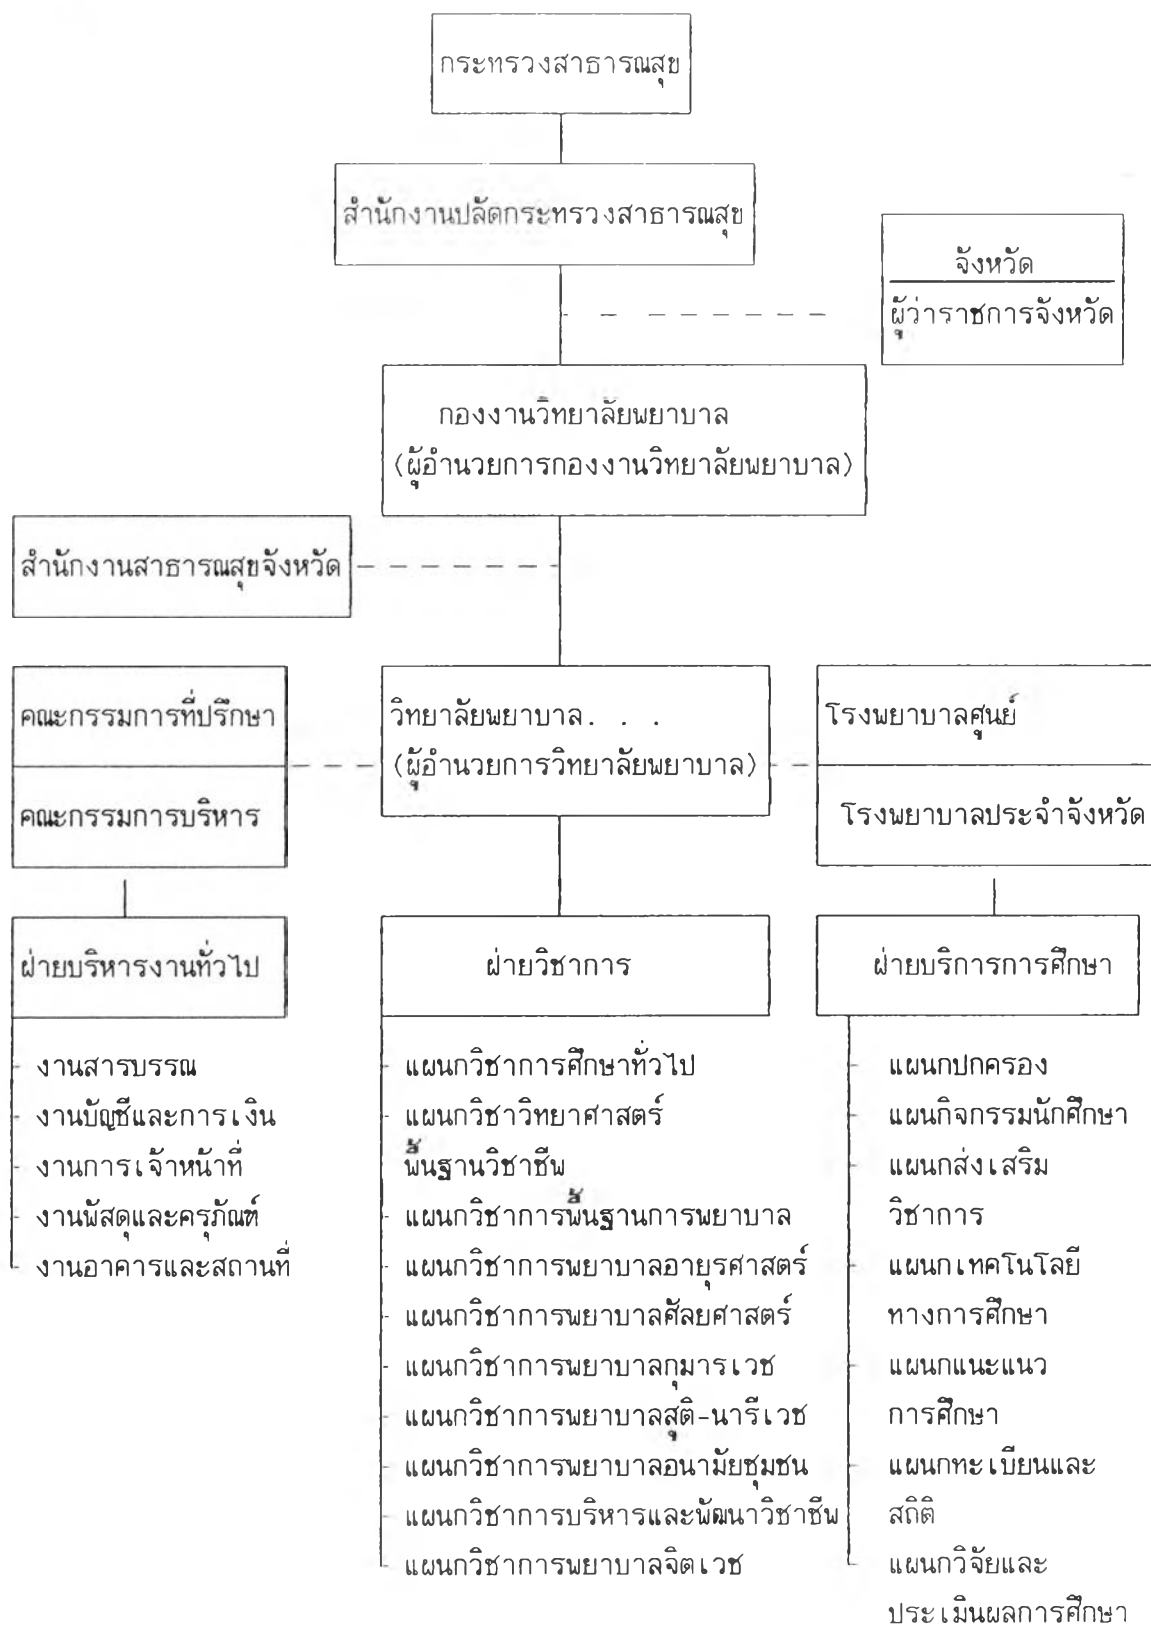 กระทรวงสาธารณสุข
สำนักงานปลัดกระทรวงสาธารณสุข
จังหวัด
ผู้ว่าราชการจังหวัด
กองงานวิทยาลัยพยาบาล
(ผู้อำนวยการกองงานวิทยาลัยพยาบาล)
สำนักงานสาธารณสุขจังหวัด
คณะกรรมการที่ปรึกษา
คณะกรรมการบริหาร
วิทยาลัยพยาบาล. . .
(ผู้อำนวยการวิทยาลัยพยาบาล)
โรงพยาบาลศูนย์
โรงพยาบาลประจำจังหวัด
ฝ่ายบริหารงานทั่วไป
งานสารบรรณ
งานบัญชีและการเงิน
งานการเจ้าหน้าที่
งานพัสดุและครุภัณฑ์
งานอาคารและสถานที่
ฝ่ายวิชาการ
แผนกวิชาการศึกษาทั่วไป
แผนกวิชาวิทยาศาสตร์
พื้นฐานวิชาชีพ
แผนกวิชาการพื้นฐานการพยาบาล
แผนกวิชาการพยาบาลอายุรศาสตร์
แผนกวิชาการพยาบาลศัลยศาสตร์
แผนกวิชาการพยาบาลกุมารเวช
แผนกวิชาการพยาบาลสูติ-นารีเวช
แผนกวิชาการพยาบาลอนามัยชุมชน
แผนกวิชาการบริหารและพัฒนาวิชาชีพ
แผนกวิชาการพยาบาลจิตเวช
ฝ่ายบริการการศึกษา
แผนกปกครอง
แผนกิจกรรมนักศึกษา
แผนกส่งเสริม
วิชาการ
แผนกเทคโนโลยี
ทางการศึกษา
แผนกแนะแนว
การศึกษา
แผนกทะเบียนและ
สถิติ
แผนกวิจัยและ
ประเมินผลการศึกษา